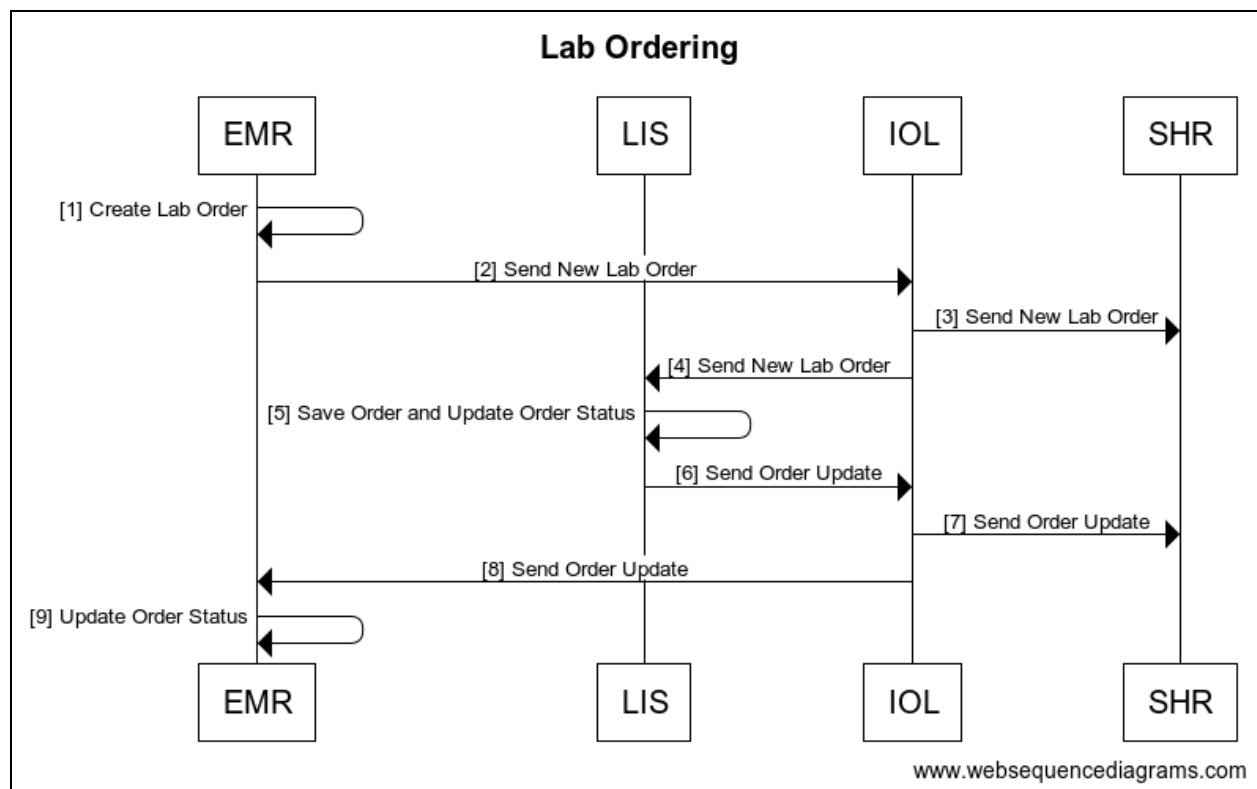 Lab Ordering
EMR
LIS
IOL
SHR
[1] Create Lab Order
[2] Send New Lab Order
[3] Send New Lab Order
[4] Send New Lab Order
[5] Save Order and Update Order Status
[6] Send Order Update
[7] Send Order Update
[8] Send Order Update
[9] Update Order Status
EMR
LIS
IOL
SHR
www.websequencediagrams.com